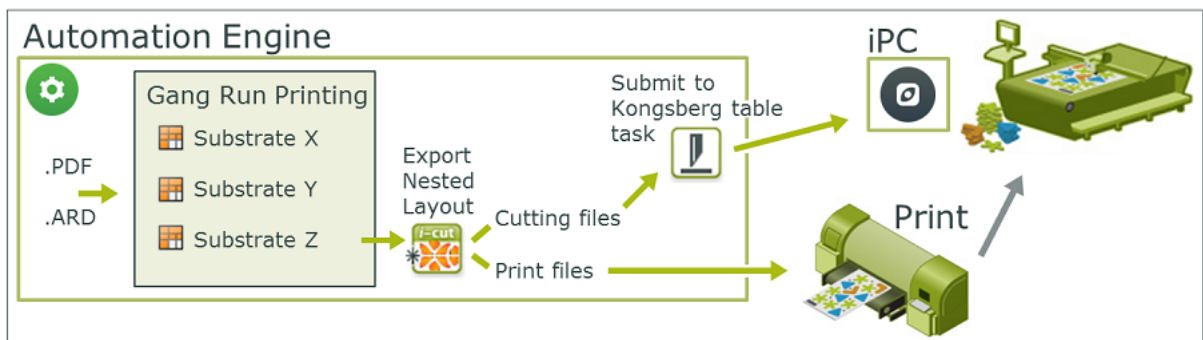 Automation Engine
iPC
Gang Run Printing
Substrate X
Substrate Y
Substrate Z
.PDF
.ARD
Export
Nested
Layout
i-cut
Submit to
Kongsberg table
task
Cutting files
Print files
Print